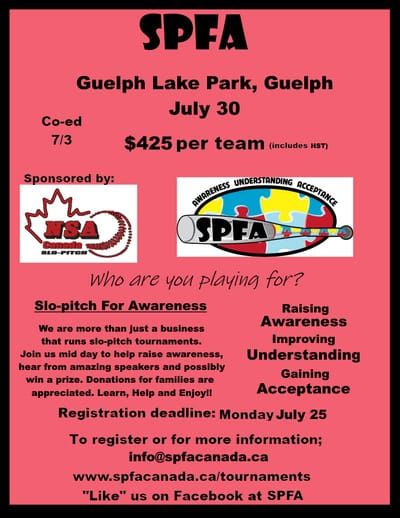 SPFA
Guelph Lake Park, Guelph
July 30
Co-ed
7/3
$425 per team (includes HST)
Sponsored by:
NSA
Canada
SLO-PITCH
AWARENESS UNDERSTANDING ACCEPTANCE
SPFA
Who are you playing for?
Slo-pitch For Awareness
We are more than just a business
that runs slo-pitch tournaments.
Join us mid day to help raise awareness,
hear from amazing speakers and possibly
win a prize. Donations for families are
appreciated. Learn, Help and Enjoy!!
Raising
Awareness
Improving
Understanding
Gaining
Acceptance
Registration deadline: Monday July 25
To register or for more information;
info@spfacanada.ca
www.spfacanada.ca/tournaments
"Like" us on Facebook at SPFA